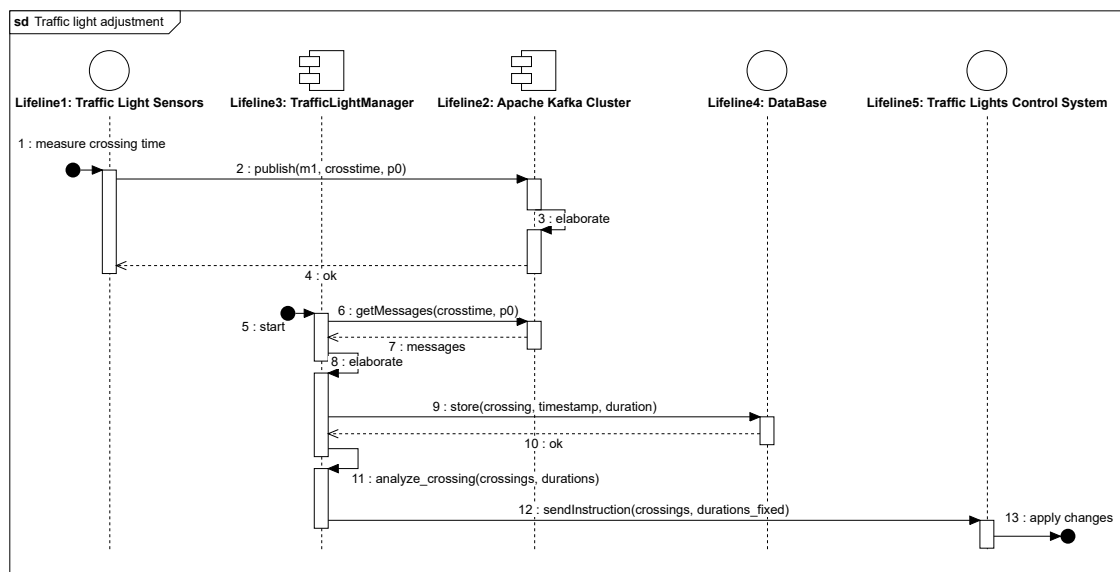 sd Traffic light adjustment
Lifeline1: Traffic Light Sensors
Lifeline3: TrafficLightManager
Lifeline2: Apache Kafka Cluster
Lifeline4: DataBase
Lifeline5: Traffic Lights Control System
1 : measure crossing time
2 : publish(m1, crosstime, p0)
3 : elaborate
4 : ok
5 : start
6 : getMessages(crosstime, p0)
7 : messages
8 : elaborate
9 : store(crossing, timestamp, duration)
10 : ok
11 : analyze_crossing(crossings, durations)
12 : sendInstruction(crossings, durations_fixed)
13 : apply changes